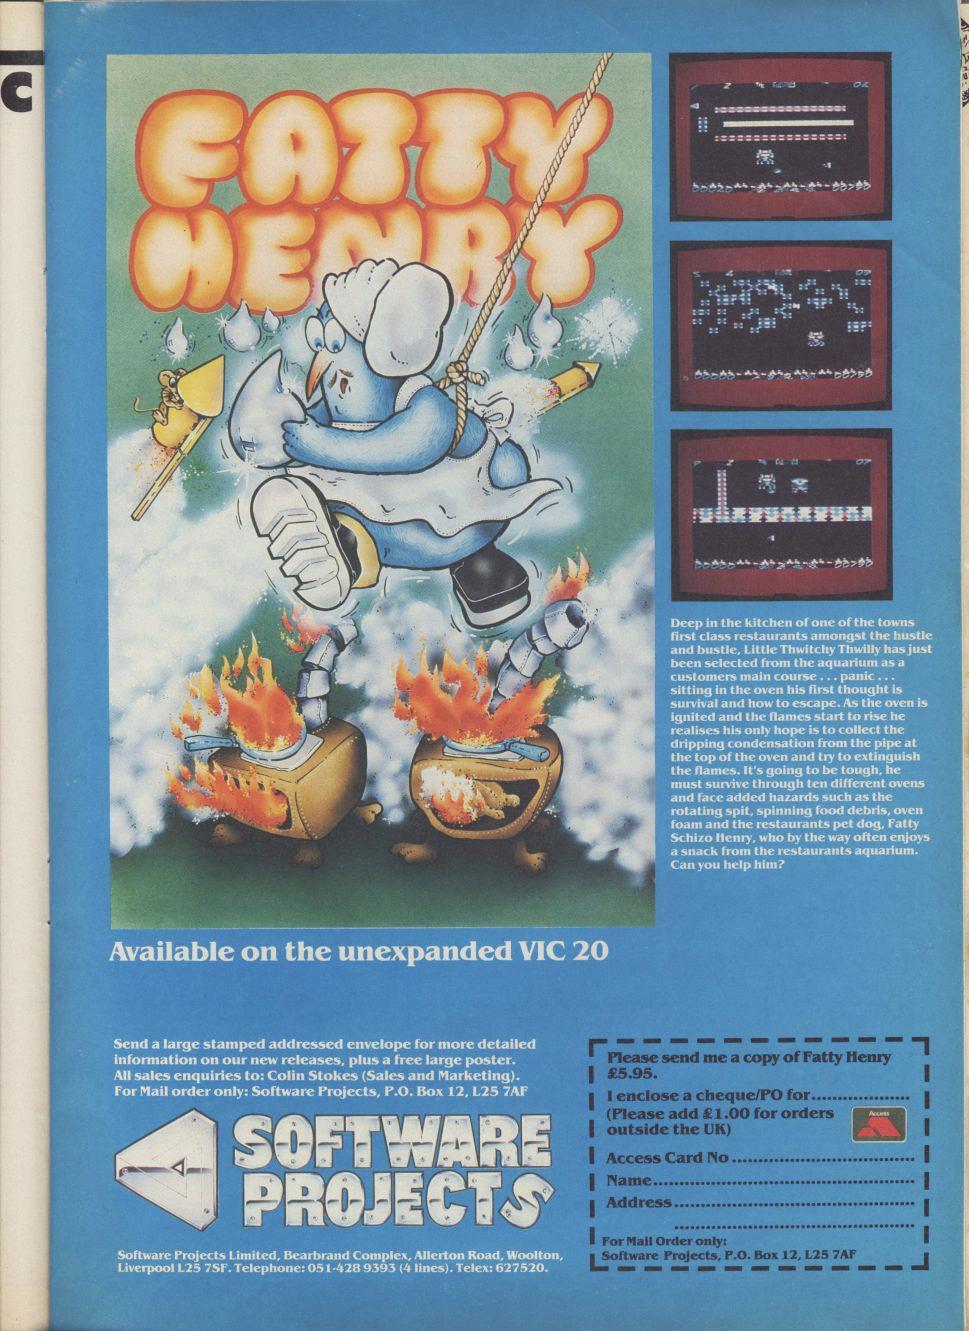 C
FATTY
HENRY
Deep in the kitchen of one of the towns
first class restaurants amongst the hustle
and bustle, Little Thwitchy Thwilly has just
been selected from the aquarium as a
customers main course . . . panic . . .
sitting in the oven his first thought is
survival and how to escape. As the oven is
ignited and the flames start to rise he
realises his only hope is to collect the
dripping condensation from the pipe at
the top of the oven and try to extinguish
the flames. It's going to be tough, he
must survive through ten different ovens
and face added hazards such as the
rotating spit, spinning food debris, oven
foam and the restaurants pet dog, Fatty
Schizo Henry, who by the way often enjoys
a snack from the restaurants aquarium.
Can you help him?
Available on the unexpanded VIC 20
Send a large stamped addressed envelope for more detailed
information on our new releases, plus a free large poster.
All sales enquiries to: Colin Stokes (Sales and Marketing).
For Mail order only: Software Projects, P.O. Box 12, L25 7AF
SOFTWARE
PROJECTS
Software Projects Limited, Bearbrand Complex, Allerton Road, Woolton,
Liverpool L25 7SF. Telephone: 051-428 9393 (4 lines). Telex: 627520.
Please send me a copy of Fatty Henry
£5.95.
I enclose a cheque/PO for..................
(Please add £1.00 for orders
outside the UK)
Access
Access Card No..................................
Name.................................................
Address.............................................
For Mail Order only:
Software Projects, P.O. Box 12, L25 7AF